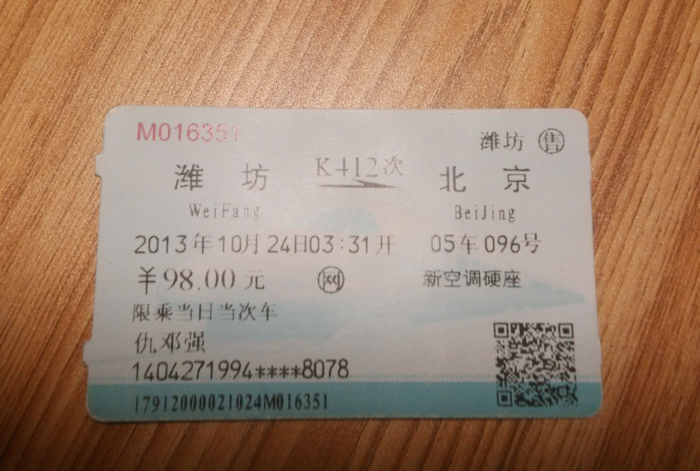 M016351
潍坊 售
潍坊 K412次 北京
WeiFang BeiJing
2013年10月24日03:31开 05车096号
￥98.00元 网 新空调硬座
限乘当日当次车
仇邓强
1404271994****8078
17912000021024M016351